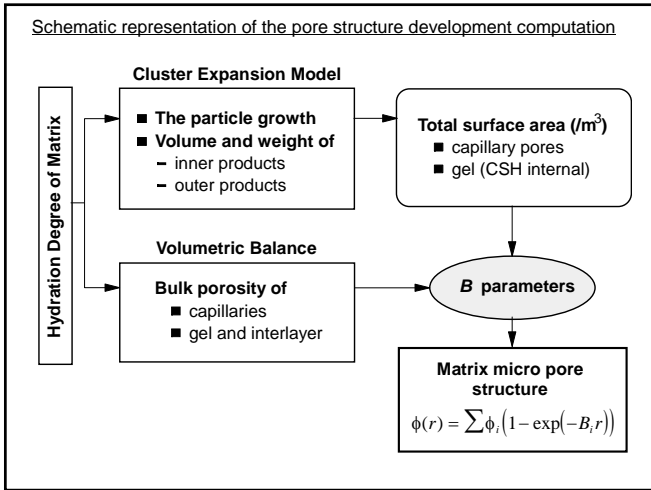 Schematic representation of the pore structure development computation
Hydration Degree of Matrix
Cluster Expansion Model
■ The particle growth
■ Volume and weight of
– inner products
– outer products
Total surface area (/m³)
■ capillary pores
■ gel (CSH internal)
Volumetric Balance
Bulk porosity of
■ capillaries
■ gel and interlayer
B parameters
Matrix micro pore
structure
ϕ(r) = ∑ϕᵢ(1 – exp(–Bᵢr))